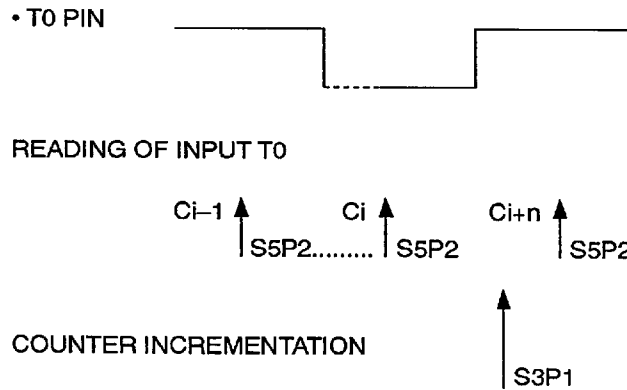 • T0 PIN
READING OF INPUT T0
Ci–1 Ci Ci+n
S5P2......... S5P2 S5P2
COUNTER INCREMENTATION
S3P1